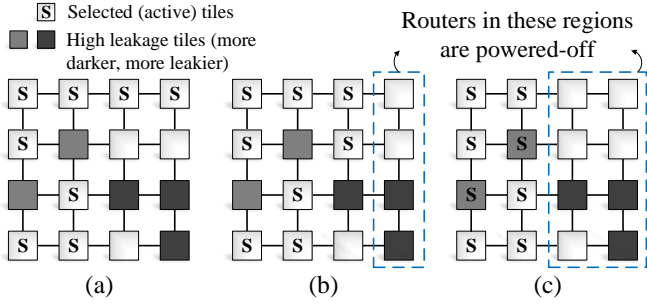 S Selected (active) tiles
High leakage tiles (more
darker, more leakier)
Routers in these regions
are powered-off
S S S S S S S S S
S S S S S
S S S S
S S S S S S
(a) (b) (c)